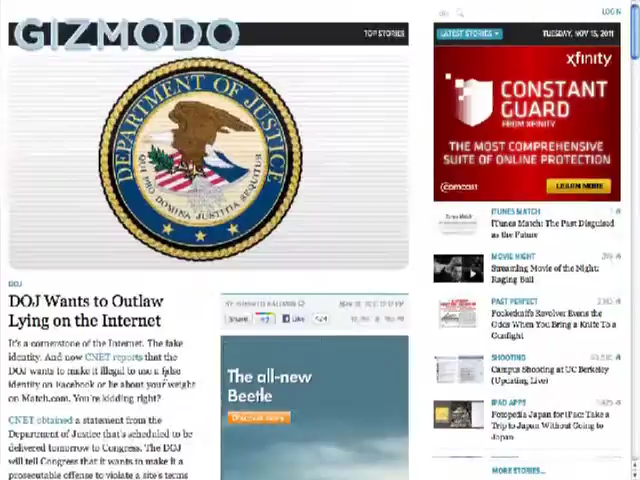 GIZMODO
TOP STORIES
LOGIN
LATEST STORIES
TUESDAY, NOV 15, 2011
DEPARTMENT OF JUSTICE
QUI PRO DOMINA JUSTITIA SEQUITUR
xfinity
CONSTANT
GUARD
FROM XFINITY
THE MOST COMPREHENSIVE
SUITE OF ONLINE PROTECTION
comcast
LEARN MORE
DOJ
DOJ Wants to Outlaw
Lying on the Internet
It's a cornerstone of the Internet. The fake
identity. And now CNET reports that the
DOJ wants to make it illegal to use a false
identity on Facebook or lie about your weight
on Match.com. You're kidding right?
CNET obtained a statement from the
Department of Justice that's scheduled to be
delivered tomorrow to Congress. The DOJ
will tell Congress that it wants to make it a
prosecutable offense to violate a site's terms
Share
Like
The all-new
Beetle
Discover more
ITUNES MATCH
iTunes Match: The Past Disguised
as the Future
MOVIE NIGHT
Streaming Movie of the Night:
Raging Bull
PAST PERFECT
Pocketknife Revolver Evens the
Odds When You Bring a Knife To a
Gunfight
SHOOTING
Campus Shooting at UC Berkeley
(Updating Live)
IPAD APPS
Fotopedia Japan for iPad: Take a
Trip to Japan Without Going to
Japan
MORE STORIES...